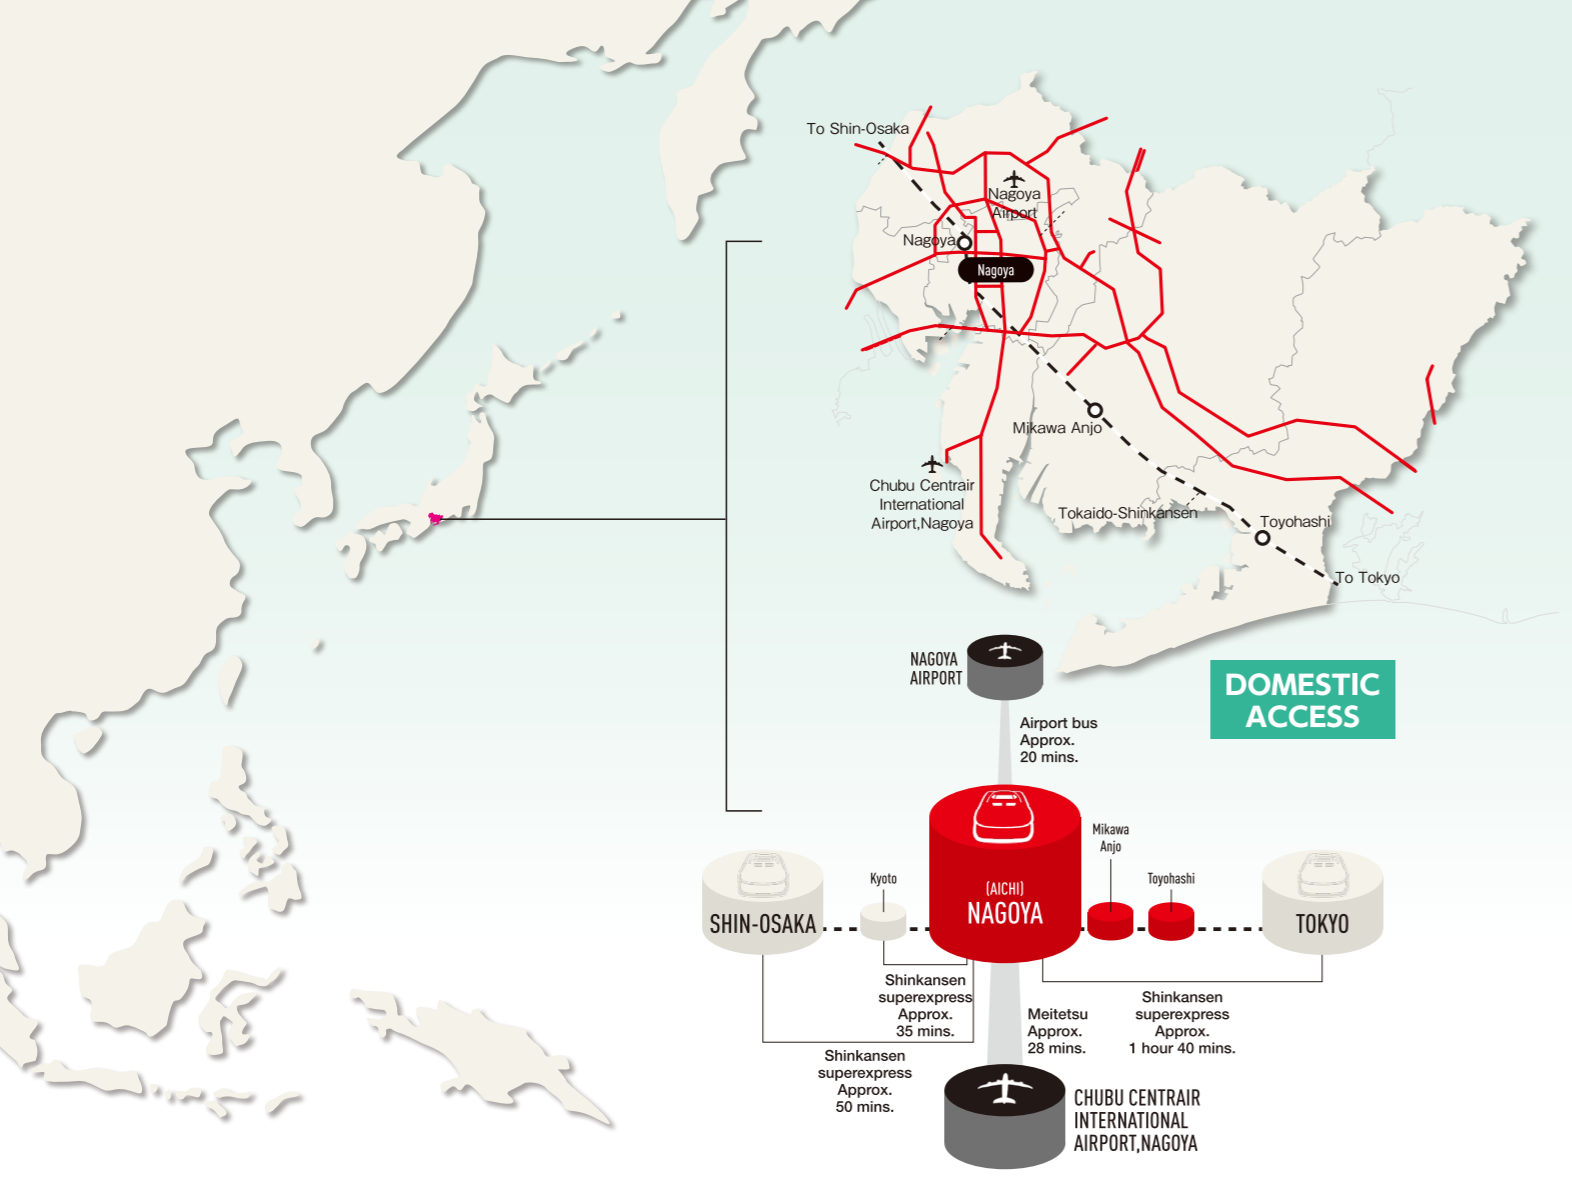 To Shin-Osaka
Nagoya
Airport
Nagoya
Nagoya
Mikawa Anjo
Chubu Centrair
International
Airport,Nagoya
Tokaido-Shinkansen
Toyohashi
To Tokyo
NAGOYA
AIRPORT
DOMESTIC
ACCESS
Airport bus
Approx.
20 mins.
Mikawa
Anjo
Kyoto
Toyohashi
(AICHI)
NAGOYA
SHIN-OSAKA
TOKYO
Shinkansen
superexpress
Approx.
35 mins.
Meitetsu
Approx.
28 mins.
Shinkansen
superexpress
Approx.
1 hour 40 mins.
Shinkansen
superexpress
Approx.
50 mins.
CHUBU CENTRAIR
INTERNATIONAL
AIRPORT,NAGOYA